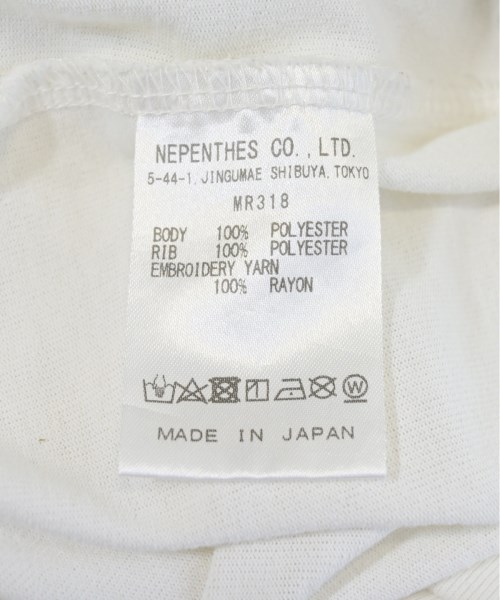 NEPENTHES CO., LTD.
5-44-1, JINGUMAE SHIBUYA, TOKYO
MR318
BODY 100% POLYESTER
RIB 100% POLYESTER
EMBROIDERY YARN
100% RAYON
W
MADE IN JAPAN